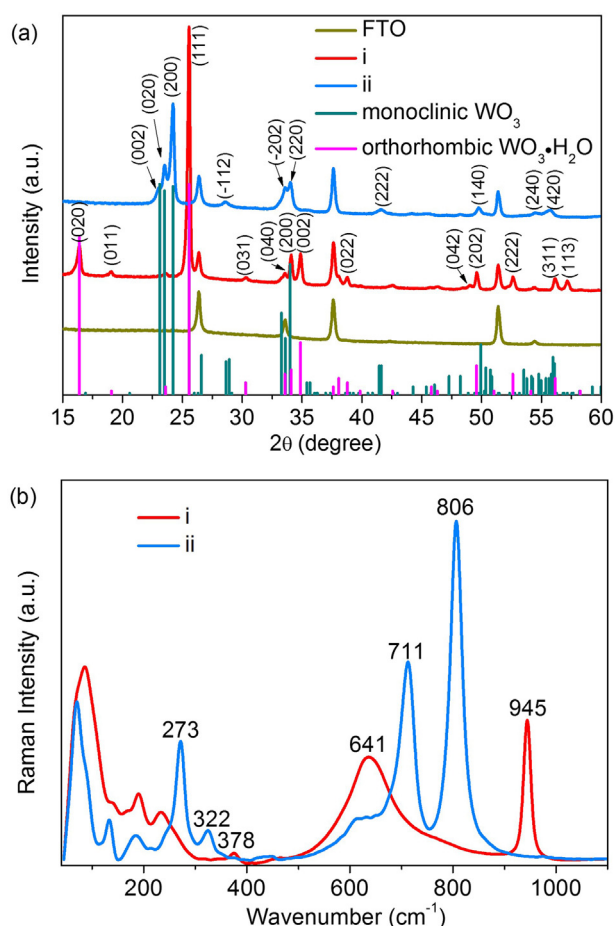 (a)
FTO
i
ii
monoclinic WO₃
orthorhombic WO₃•H₂O
(002)
(020)
(200)
(111)
(-112)
(-202)
(220)
(222)
(140)
(240)
(420)
(020)
(011)
(031)
(040)
(200)
(002)
(022)
(042)
(202)
(222)
(311)
(113)
Intensity (a.u.)
15 20 25 30 35 40 45 50 55 60
2θ (degree)
(b)
i
ii
806
711
945
273
641
322
378
Raman Intensity (a.u.)
200 400 600 800 1000
Wavenumber (cm⁻¹)